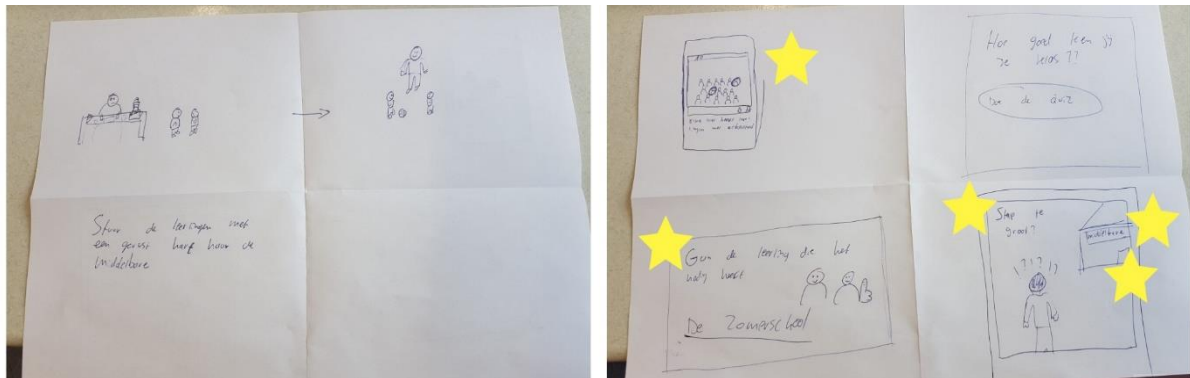 Stuur de leerlingen met
een gerust hart naar de
middelbare
Hoe goed ken jij
je klas??
Doe de quiz
Gun de leerling die het
nodig heeft
De Zomerschool
Stap te
groot?
middelbare
? ! ?